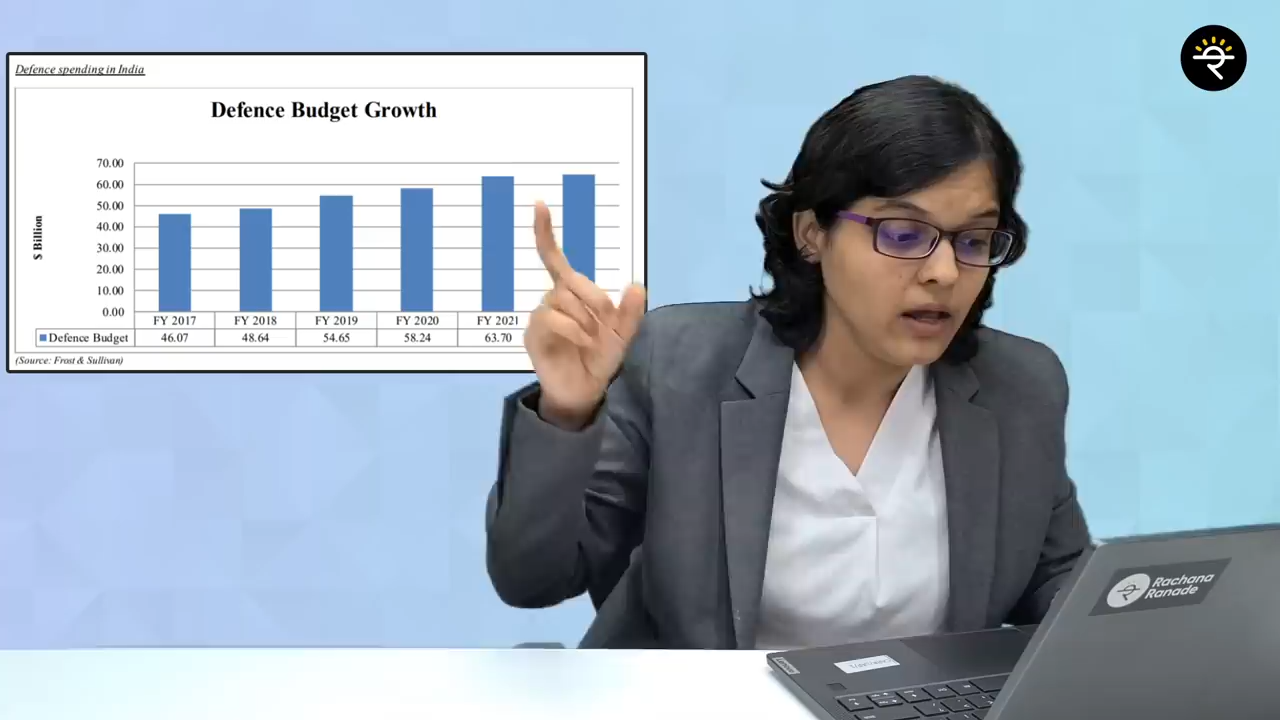 Defence spending in India
Defence Budget Growth
70.00
60.00
50.00
40.00
30.00
20.00
10.00
0.00
$ Billion
FY 2017 FY 2018 FY 2019 FY 2020 FY 2021
Defence Budget 46.07 48.64 54.65 58.24 63.70
(Source: Frost & Sullivan)
Rachana
Ranade
Lenovo